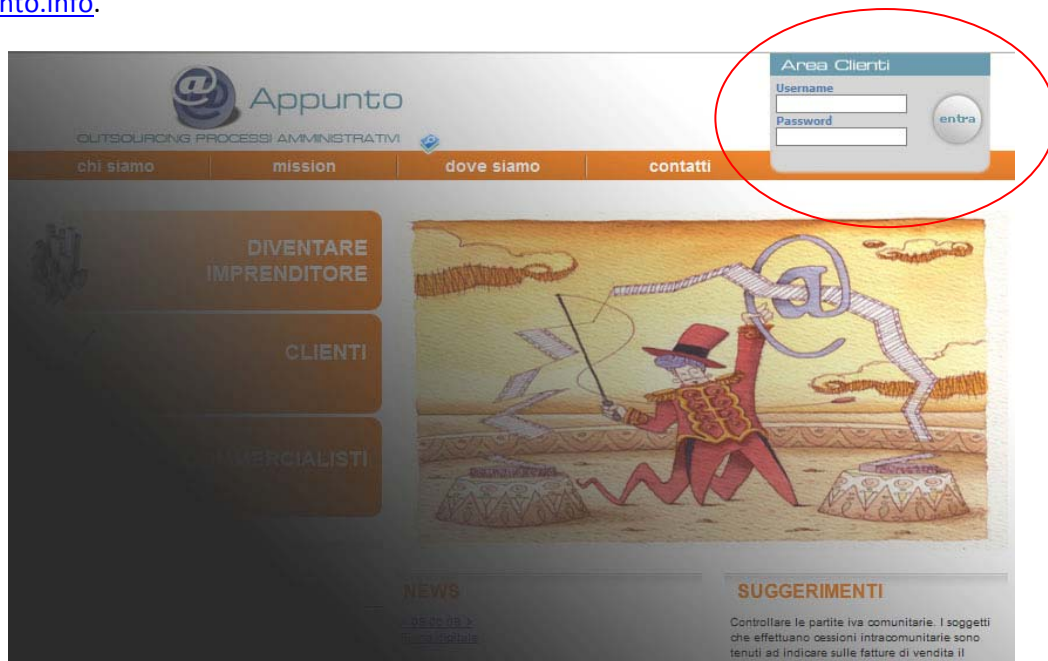 nto.info.
Area Clienti
Username
Password
entra
Appunto
OUTSOURCING PROCESSI AMMINISTRATIVI
chi siamo
mission
dove siamo
contatti
DIVENTARE
IMPRENDITORE
CLIENTI
MERCIALISTI
NEWS
SUGGERIMENTI
Controllare le partite iva comunitarie. I soggetti
che effettuano cessioni intracomunitarie sono
tenuti ad indicare sulle fatture di vendita il